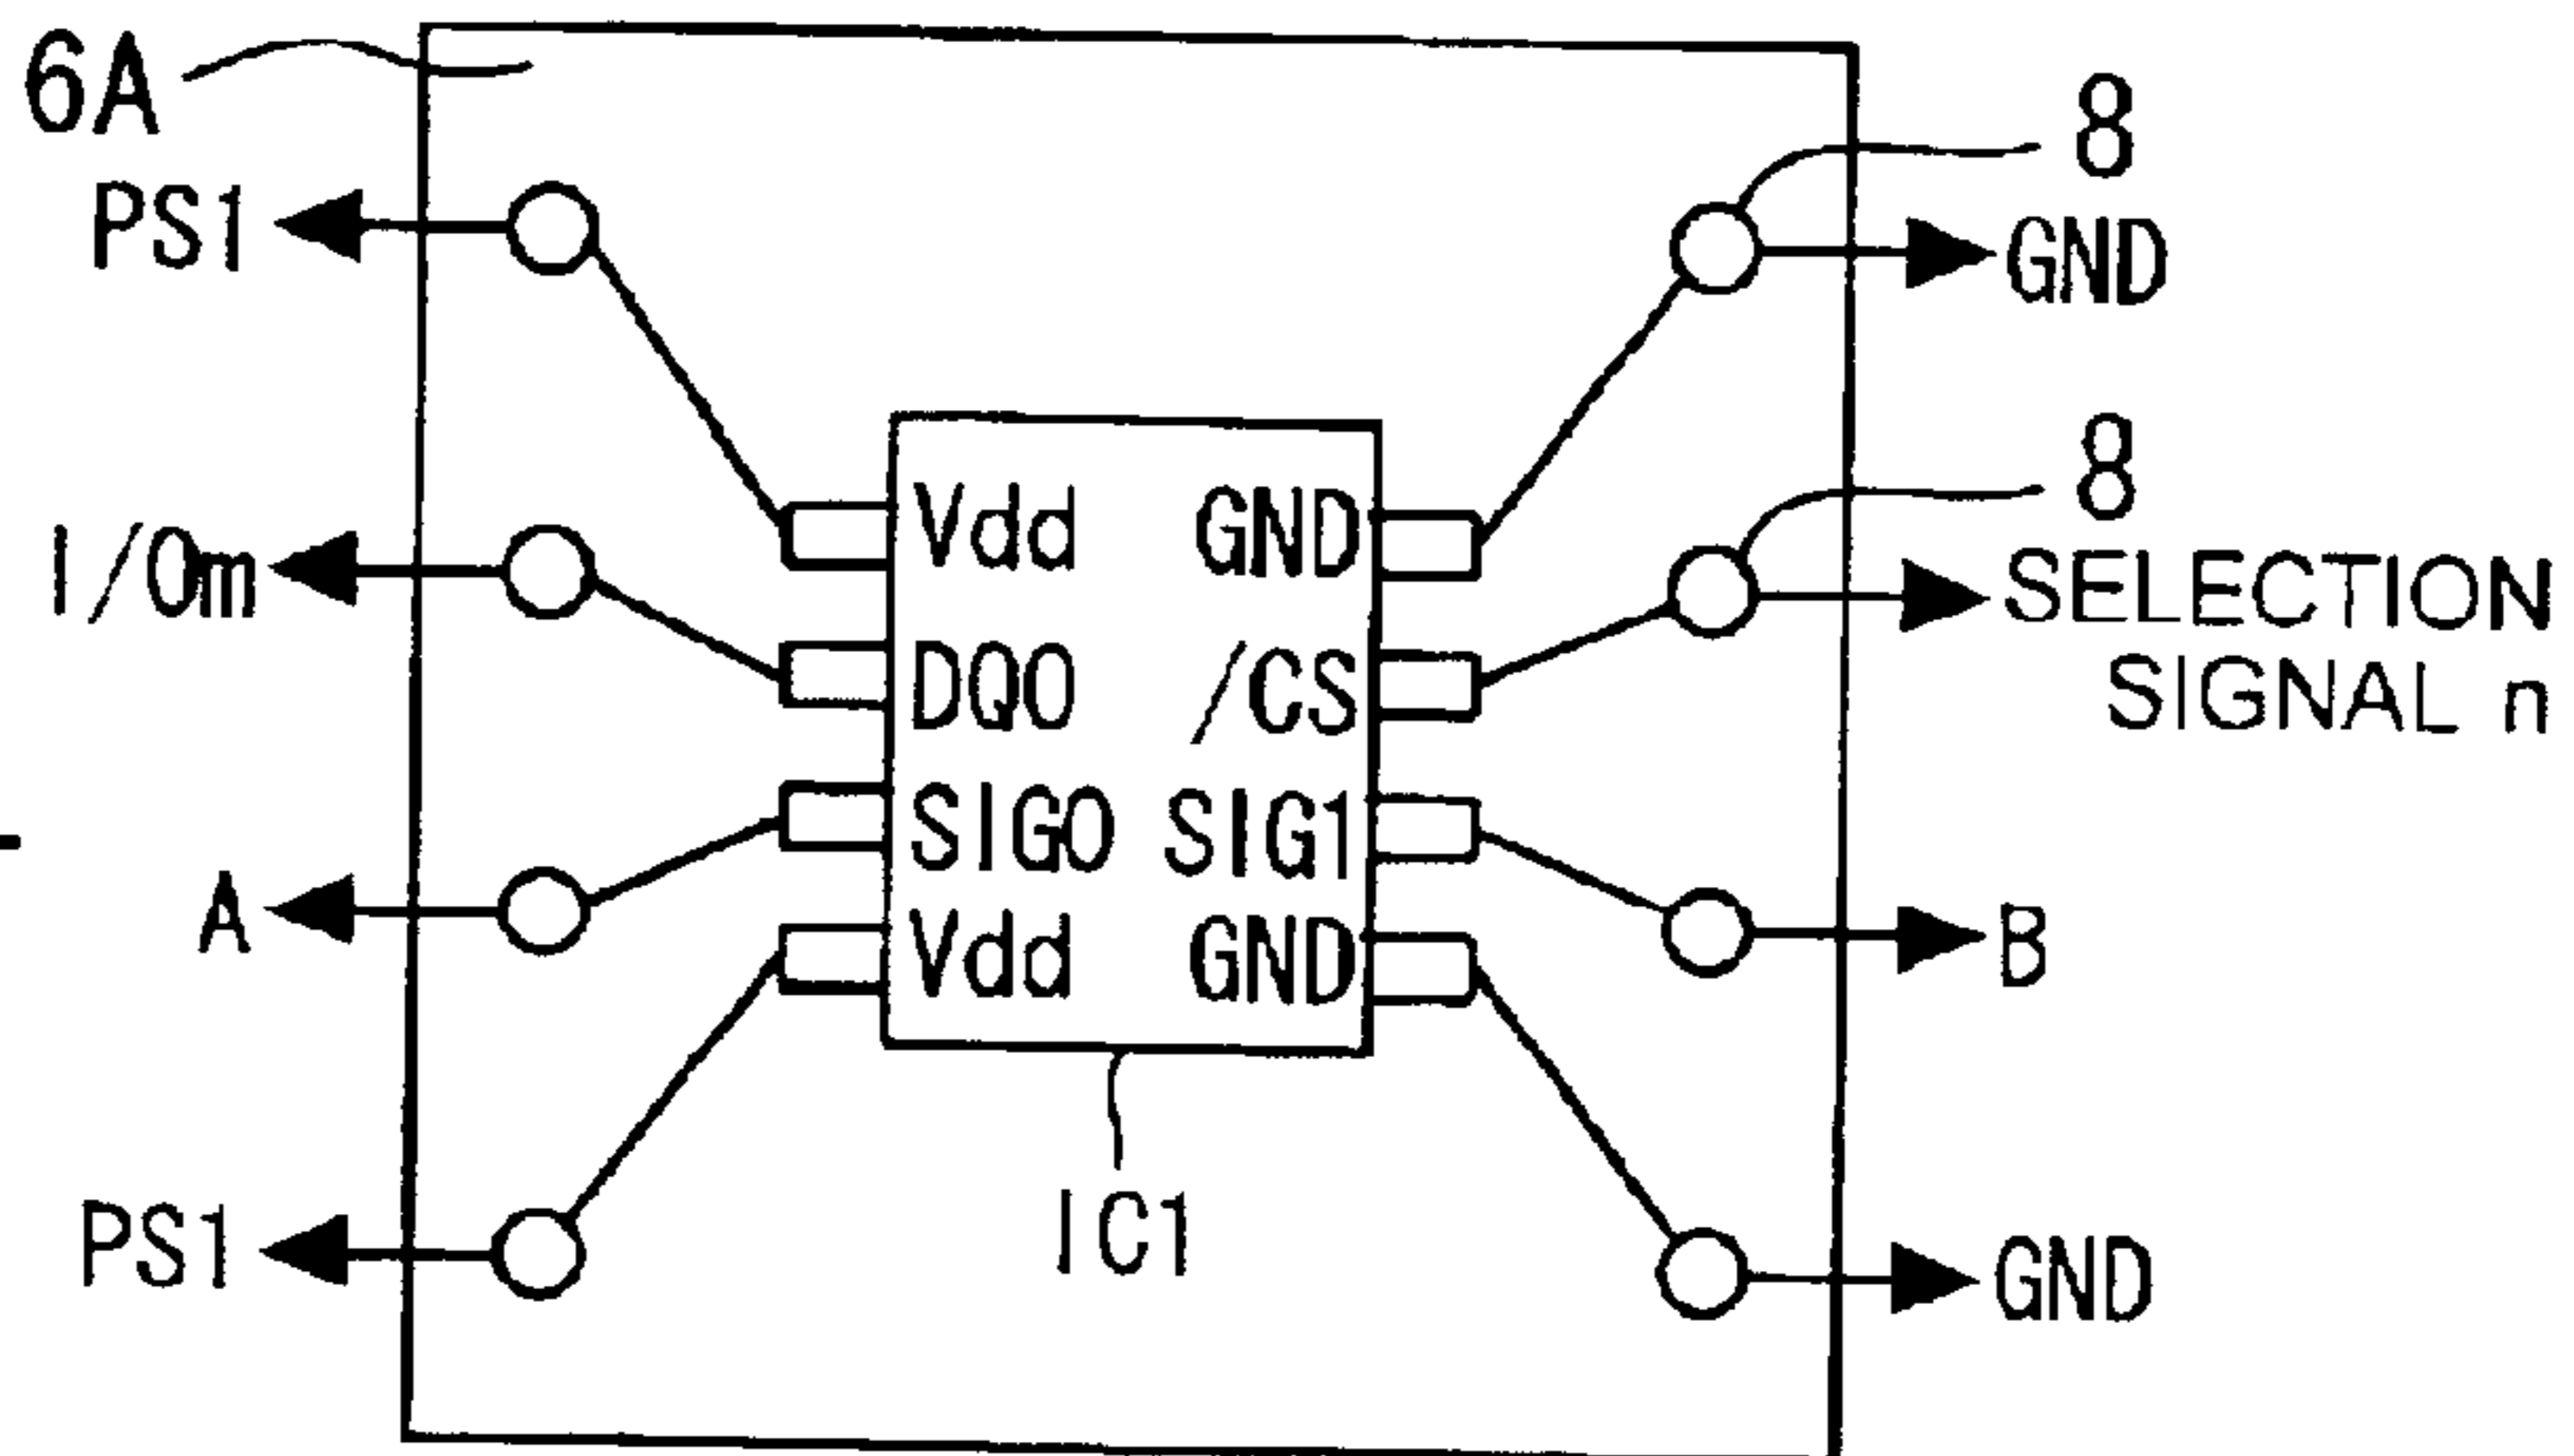 6A
8
PS1
GND
8
I/Om
SELECTION
SIGNAL n
Vdd GND
DQ0 /CS
SIG0 SIG1
Vdd GND
A
B
PS1
IC1
GND